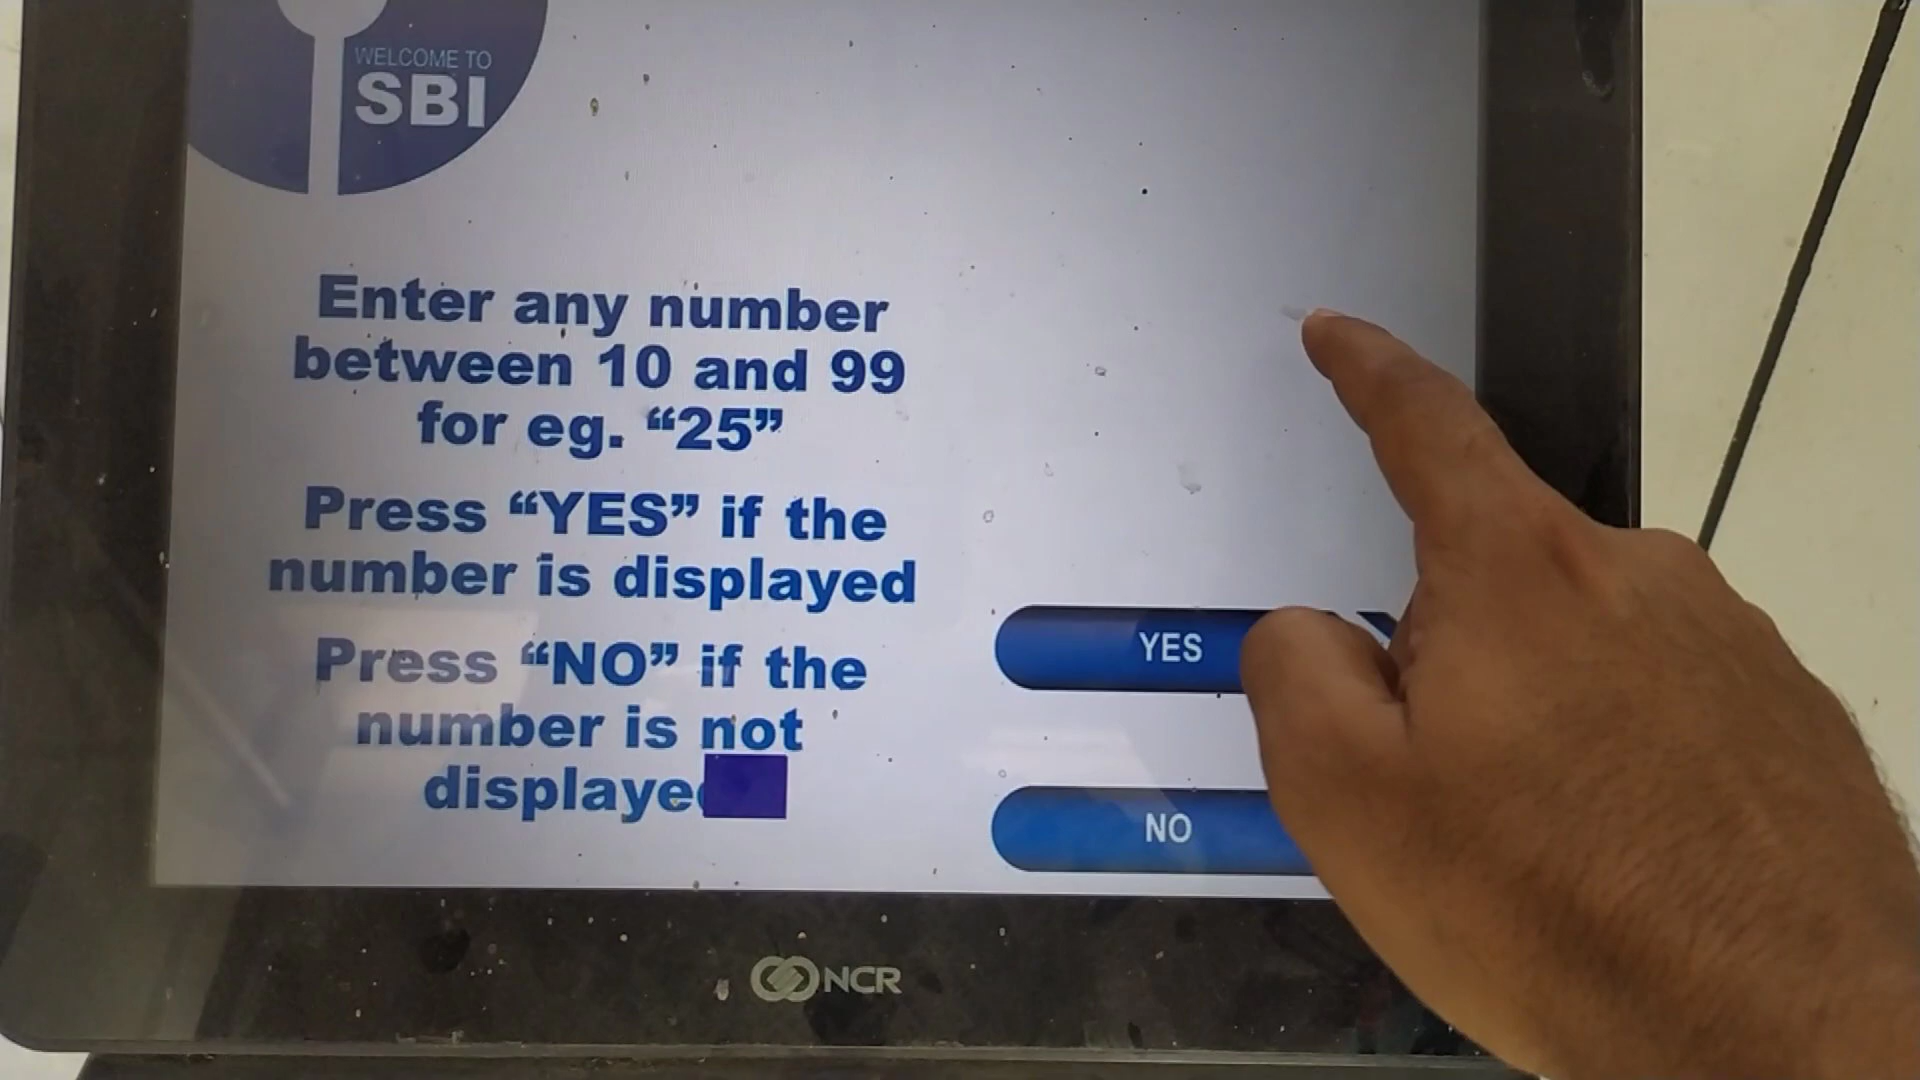 WELCOME TO
SBI
Enter any number
between 10 and 99
for eg. “25”
Press “YES” if the
number is displayed
Press “NO” if the
number is not
displaye
YES
NO
NCR